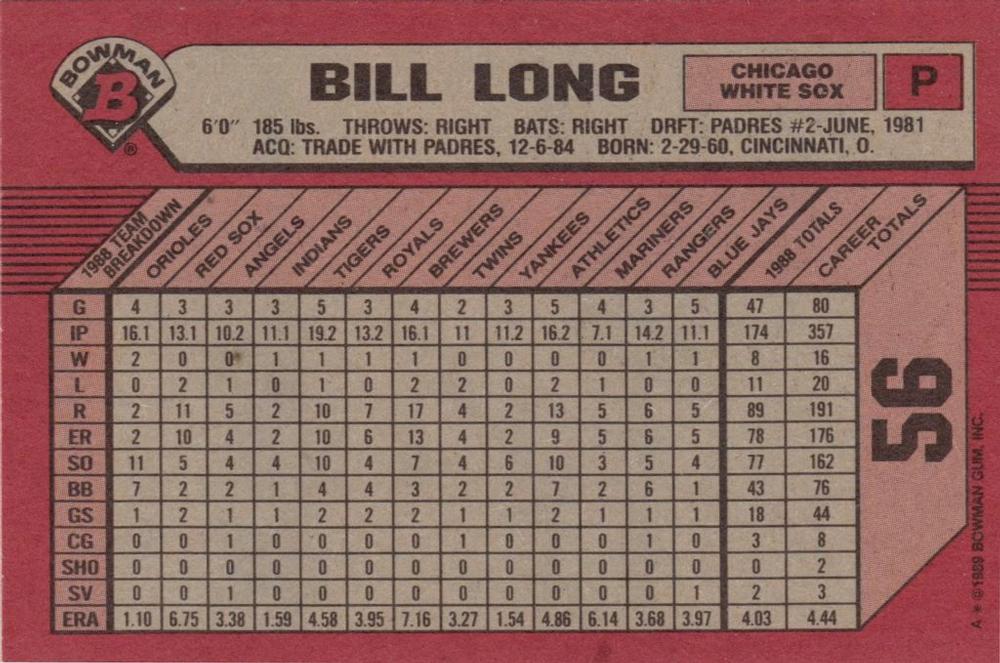 BOWMAN
B
®
BILL LONG
CHICAGO
WHITE SOX
P
6'0" 185 lbs. THROWS: RIGHT BATS: RIGHT DRFT: PADRES #2-JUNE, 1981
ACQ: TRADE WITH PADRES, 12-6-84 BORN: 2-29-60, CINCINNATI, O.
1988 TEAM BREAKDOWN ORIOLES RED SOX ANGELS INDIANS TIGERS ROYALS BREWERS TWINS YANKEES ATHLETICS MARINERS RANGERS BLUE JAYS 1988 TOTALS CAREER TOTALS
G 4 3 3 3 5 3 4 2 3 5 4 3 5 47 80
IP 16.1 13.1 10.2 11.1 19.2 13.2 16.1 11 11.2 16.2 7.1 14.2 11.1 174 357
W 2 0 0 1 1 1 1 0 0 0 0 1 1 8 16
L 0 2 1 0 1 0 2 2 0 2 1 0 0 11 20
R 2 11 5 2 10 7 17 4 2 13 5 6 5 89 191
ER 2 10 4 2 10 6 13 4 2 9 5 6 5 78 176
SO 11 5 4 4 10 4 7 4 6 10 3 5 4 77 162
BB 7 2 2 1 4 4 3 2 2 7 2 6 1 43 76
GS 1 2 1 1 2 2 2 1 1 2 1 1 1 18 44
CG 0 0 1 0 0 0 0 1 0 0 0 1 0 3 8
SHO 0 0 0 0 0 0 0 0 0 0 0 0 0 0 2
SV 0 0 1 0 0 0 0 0 0 0 0 0 1 2 3
ERA 1.10 6.75 3.38 1.59 4.58 3.95 7.16 3.27 1.54 4.86 6.14 3.68 3.97 4.03 4.44
56
A * ©1989 BOWMAN GUM, INC.